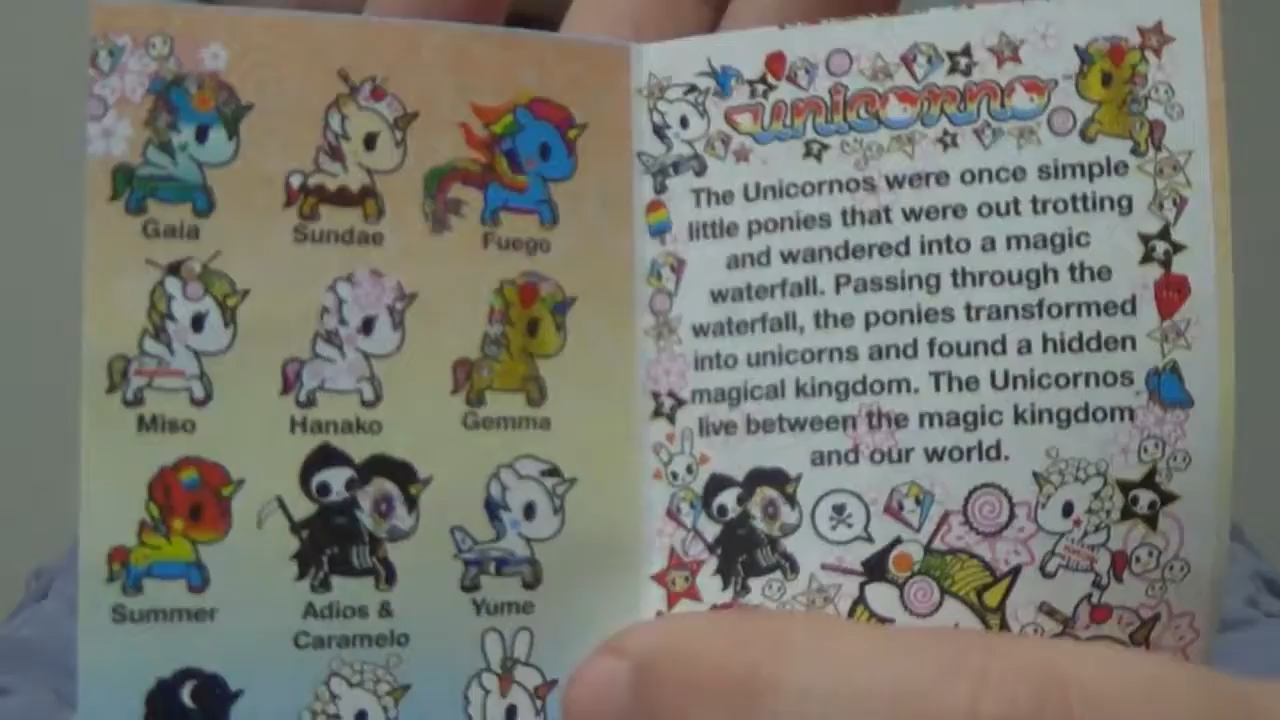 Gaia
Sundae
Fuego
Miso
Hanako
Gemma
Summer
Adios &
Caramelo
Yume
unicorno
The Unicornos were once simple
little ponies that were out trotting
and wandered into a magic
waterfall. Passing through the
waterfall, the ponies transformed
into unicorns and found a hidden
magical kingdom. The Unicornos
live between the magic kingdom
and our world.